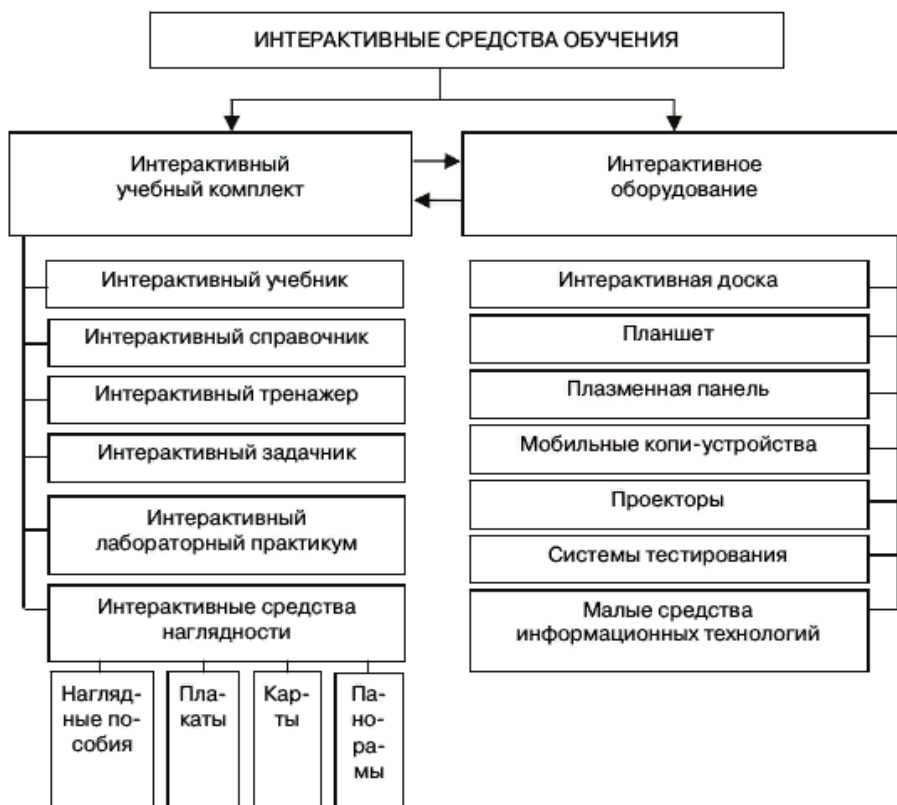 ИНТЕРАКТИВНЫЕ СРЕДСТВА ОБУЧЕНИЯ
Интерактивный
учебный комплект
Интерактивное
оборудование
Интерактивный учебник
Интерактивный справочник
Интерактивный тренажер
Интерактивный задачник
Интерактивный
лабораторный практикум
Интерактивные средства
наглядности
Нагляд-
ные по-
собия
Пла-
каты
Кар-
ты
Па-
но-
ра-
мы
Интерактивная доска
Планшет
Плазменная панель
Мобильные копи-устройства
Проекторы
Системы тестирования
Малые средства
информационных технологий